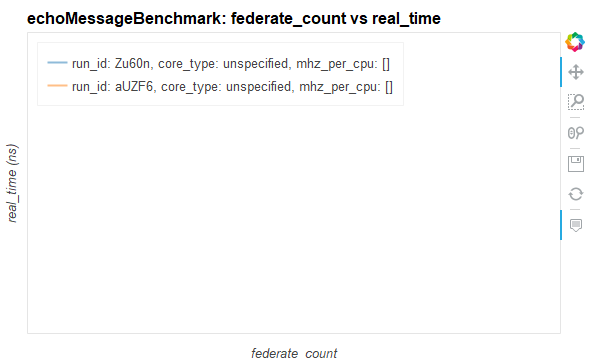 echoMessageBenchmark: federate_count vs real_time
run_id: Zu60n, core_type: unspecified, mhz_per_cpu: []
run_id: aUZF6, core_type: unspecified, mhz_per_cpu: []
real_time (ns)
federate_count